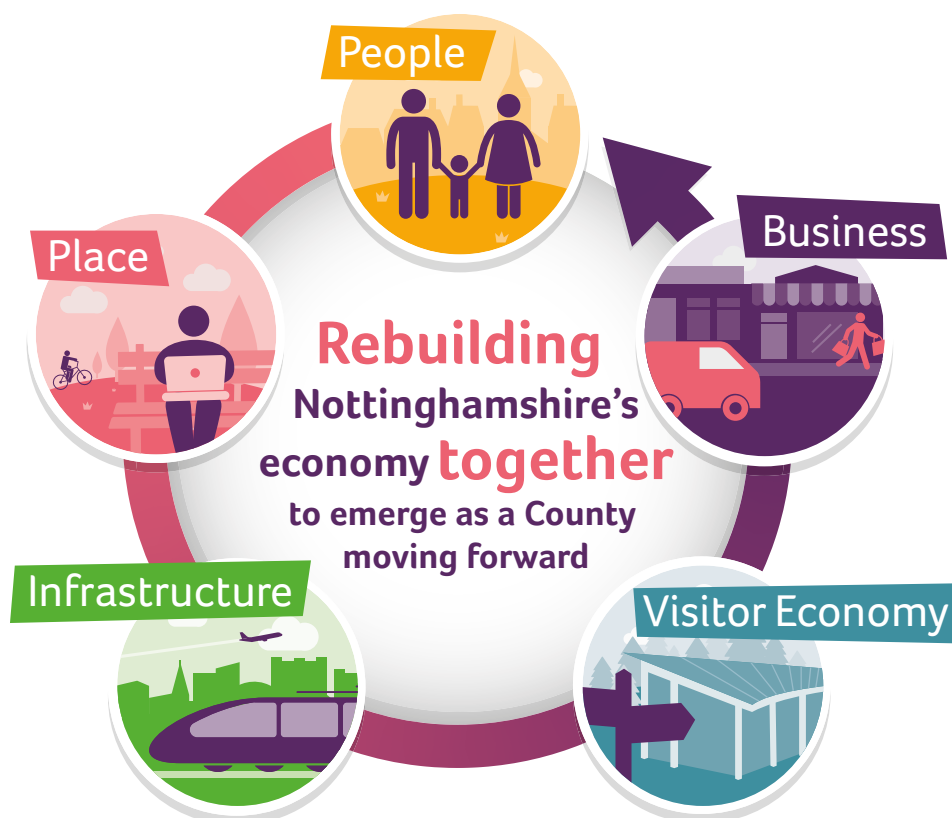 People
Business
Place
Rebuilding
Nottinghamshire's
economy together
to emerge as a County
moving forward
Infrastructure
Visitor Economy